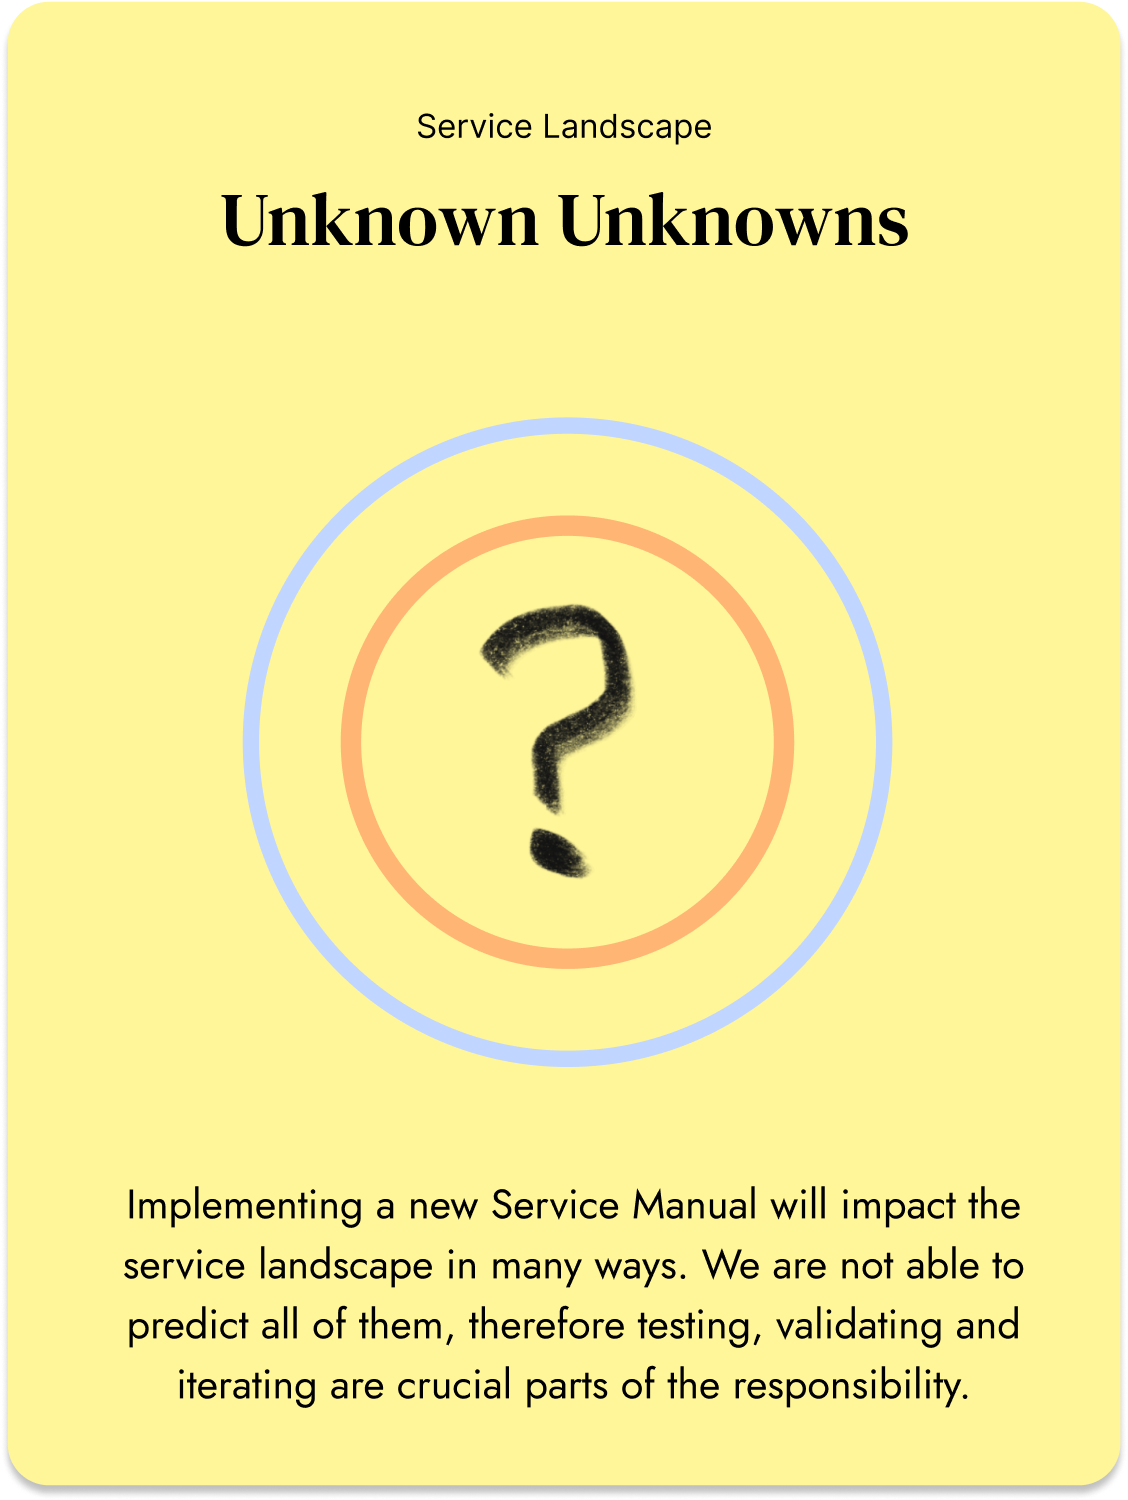 Service Landscape
Unknown Unknowns
?
Implementing a new Service Manual will impact the
service landscape in many ways. We are not able to
predict all of them, therefore testing, validating and
iterating are crucial parts of the responsibility.